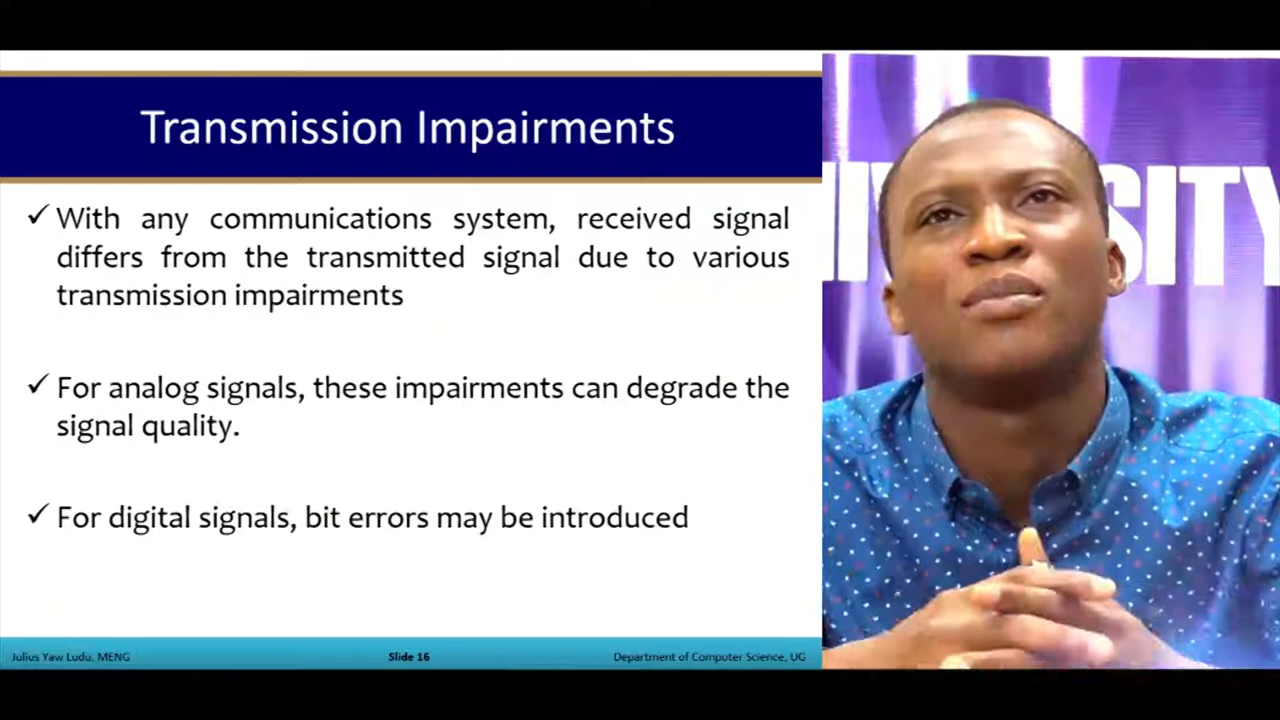 Transmission Impairments
✓ With any communications system, received signal
differs from the transmitted signal due to various
transmission impairments
✓ For analog signals, these impairments can degrade the
signal quality.
✓ For digital signals, bit errors may be introduced
Julius Yaw Ludu, MENG
Slide 16
Department of Computer Science, UG